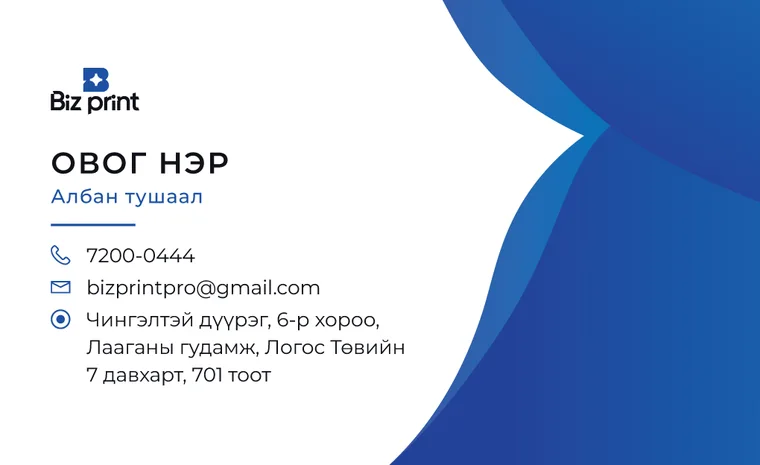 Biz print
ОВОГ НЭР
Албан тушаал
7200-0444
bizprintpro@gmail.com
Чингэлтэй дүүрэг, 6-р хороо,
Лааганы гудамж, Логос Төвийн
7 давхарт, 701 тоот